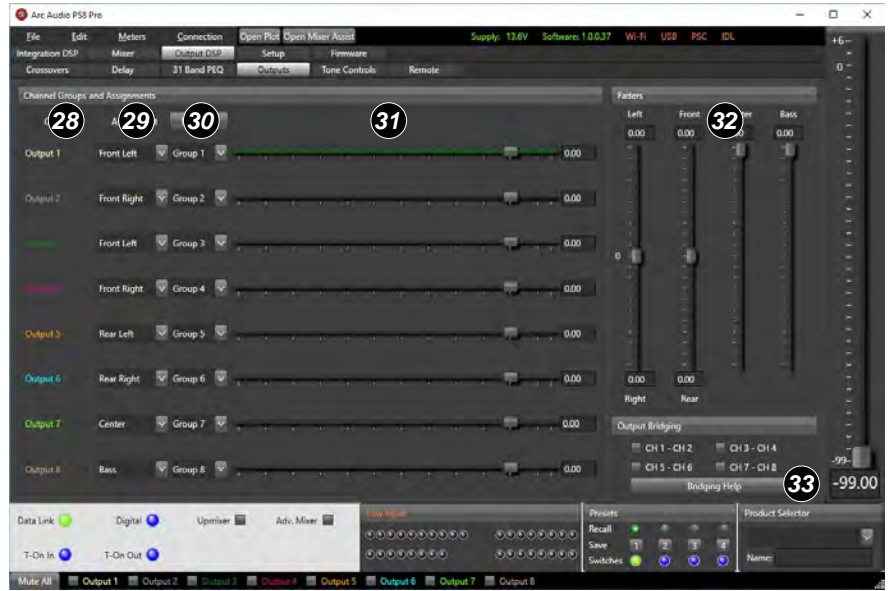 Arc Audio PS8 Pro
File Edit Meters Connection Open Plot Open Mixer Assist Supply: 13.6V Software: 1.0.0.37 Wi-Fi USB PSC IDL
Integration DSP Mixer Output DSP Setup Firmware
Crossovers Delay 31 Band PEQ Outputs Tone Controls Remote
Channel Groups and Assignments
28 29 30 31
Output 1 Front Left Group 1 0.00
Output 2 Front Right Group 2 0.00
Front Left Group 3 0.00
Front Right Group 4 0.00
Output 5 Rear Left Group 5 0.00
Output 6 Rear Right Group 6 0.00
Output 7 Center Group 7 0.00
Output 8 Bass Group 8 0.00
Faders
Left Front 32 Bass
0.00 0.00 0.00
0
0.00 0.00
Right Rear
Output Bridging
CH 1 - CH 2 CH 3 - CH 4
CH 5 - CH 6 CH 7 - CH 8
Bridging Help 33
+6
0
-99
-99.00
Data Link Digital Upmixer Adv. Mixer
T-On In T-On Out
Presets
Recall
Save 1 2 3 4
Switches
Product Selector
Name:
Mute All Output 1 Output 2 Output 3 Output 4 Output 5 Output 6 Output 7 Output 8